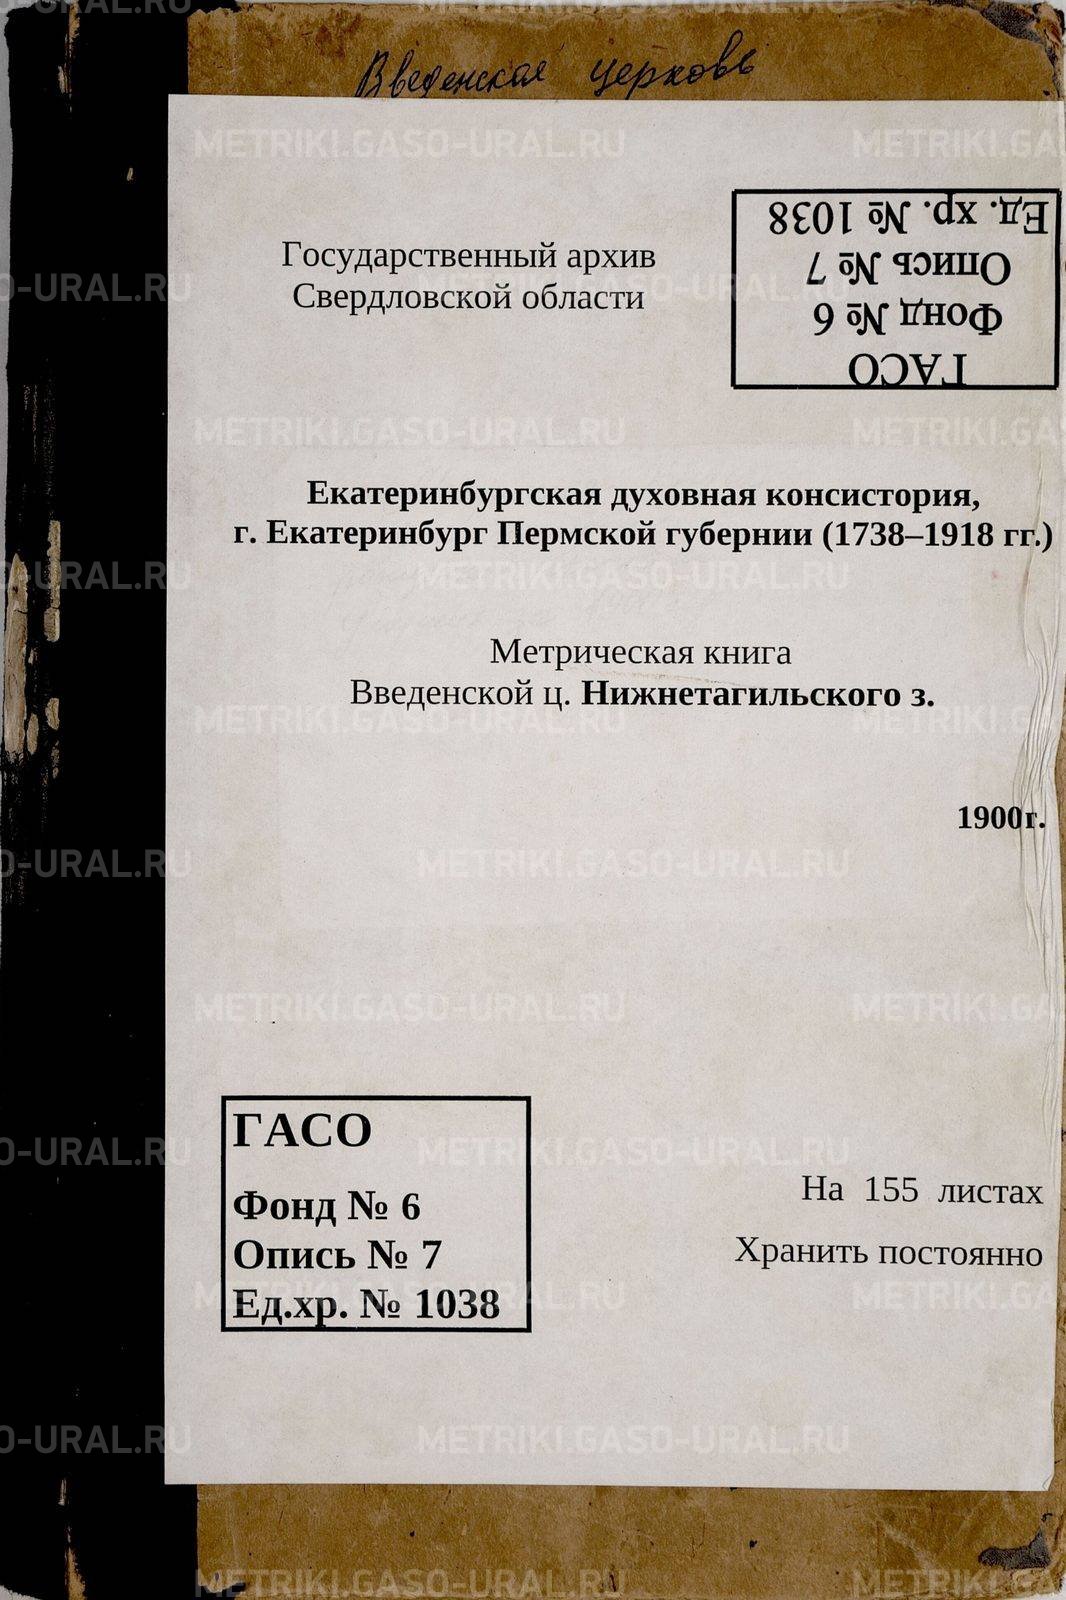 Введенская церковь
Государственный архив
Свердловской области
ГАСО
Фонд № 6
Опись № 7
Ед. хр. № 1038
Екатеринбургская духовная консистория,
г. Екатеринбург Пермской губернии (1738–1918 гг.)
Метрическая книга
Введенской ц. Нижнетагильского з.
1900г.
ГАСО
Фонд № 6
Опись № 7
Ед.хр. № 1038
На 155 листах
Хранить постоянно
METRIKI.GASO-URAL.RU